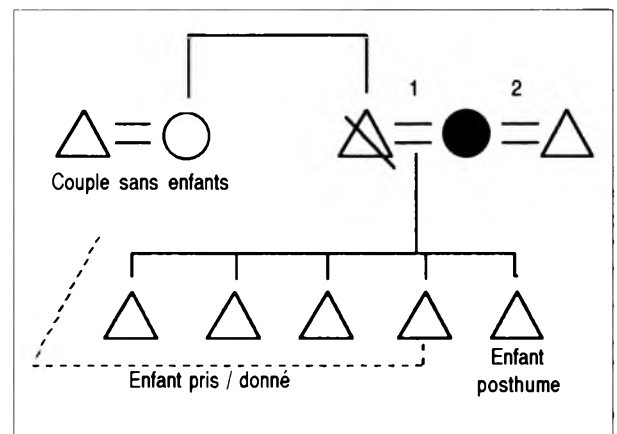 1 2
Couple sans enfants
Enfant pris / donné
Enfant
posthume